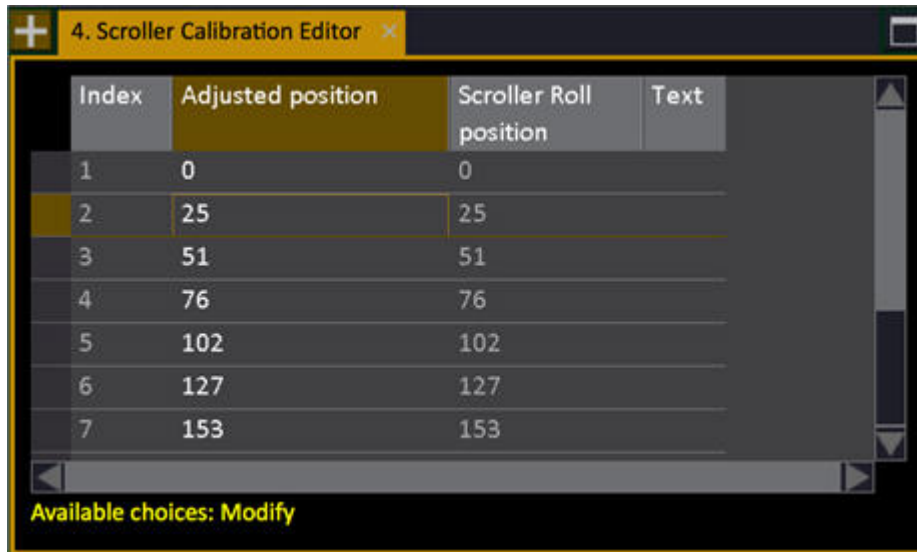 4. Scroller Calibration Editor
Index Adjusted position Scroller Roll position Text
1 0 0
2 25 25
3 51 51
4 76 76
5 102 102
6 127 127
7 153 153
Available choices: Modify